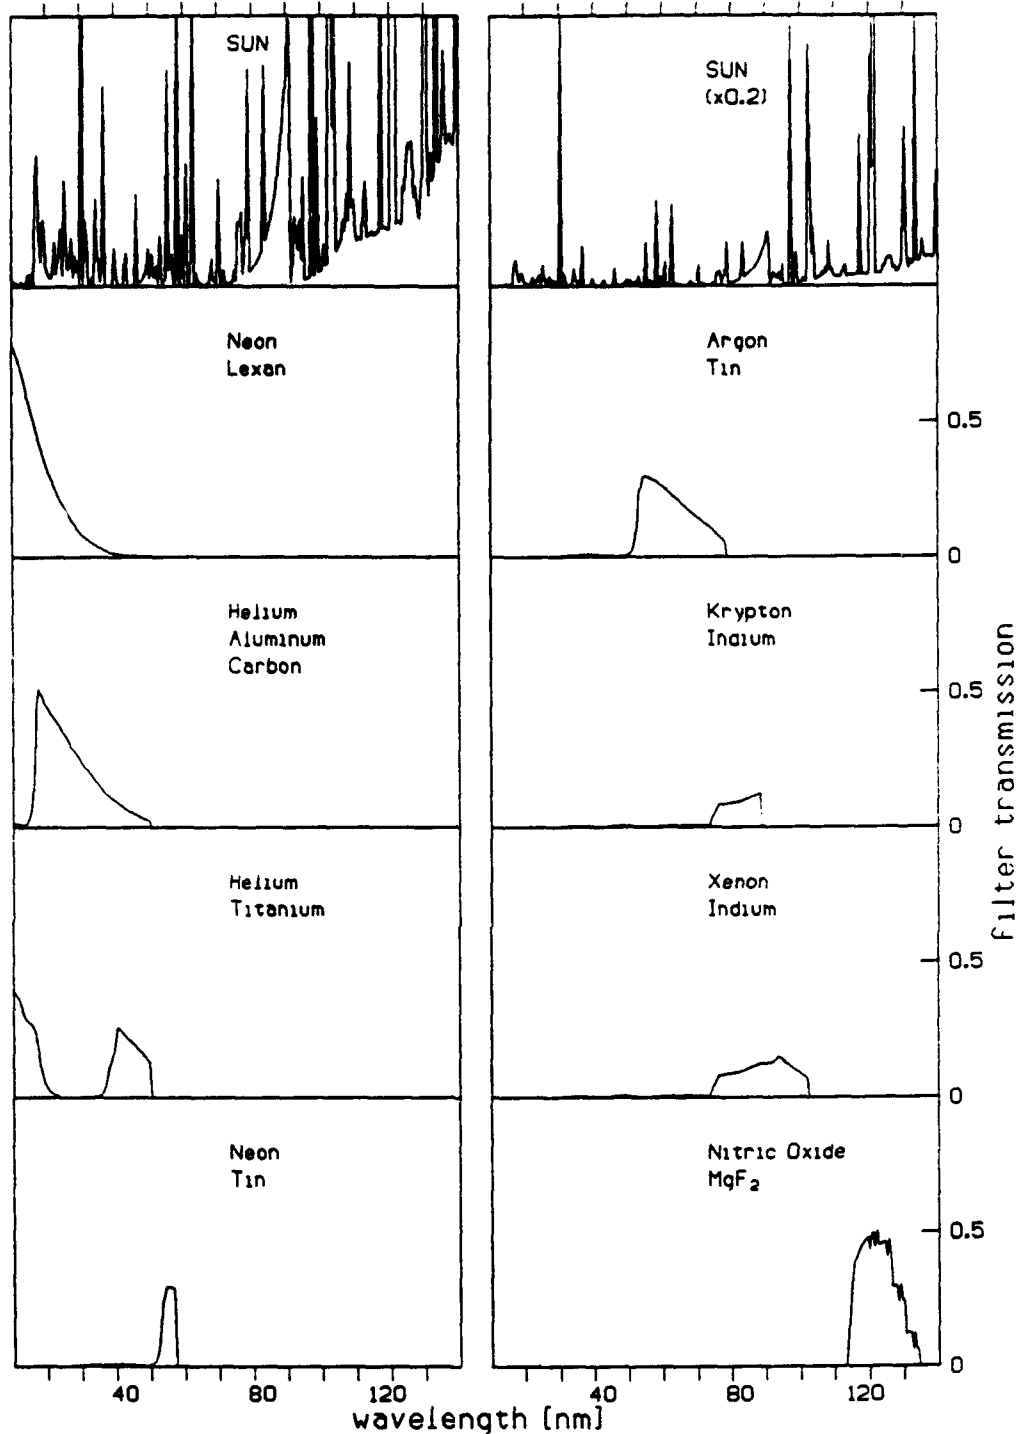 SUN
SUN
(x0.2)
Neon
Lexan
Argon
Tin
0.5
0
Helium
Aluminum
Carbon
Krypton
Indium
0.5
0
Helium
Titanium
Xenon
Indium
0.5
0
Neon
Tin
Nitric Oxide
MgF₂
0.5
0
filter transmission
40 80 120
40 80 120
wavelength [nm]